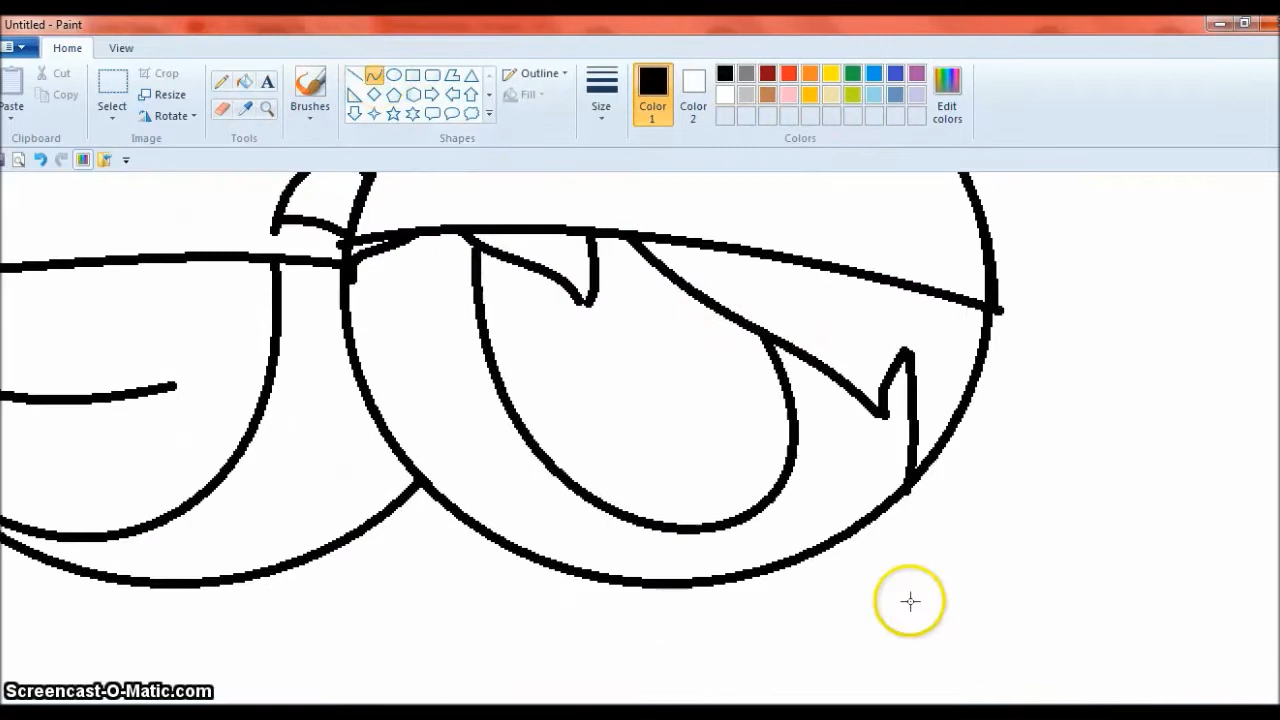 Untitled - Paint
Home View
Paste
Cut
Copy
Clipboard
Select
Crop
Resize
Rotate
Image
A
Tools
Brushes
Outline
Fill
Shapes
Size
Color 1
Color 2
Edit colors
Colors
Screencast-O-Matic.com